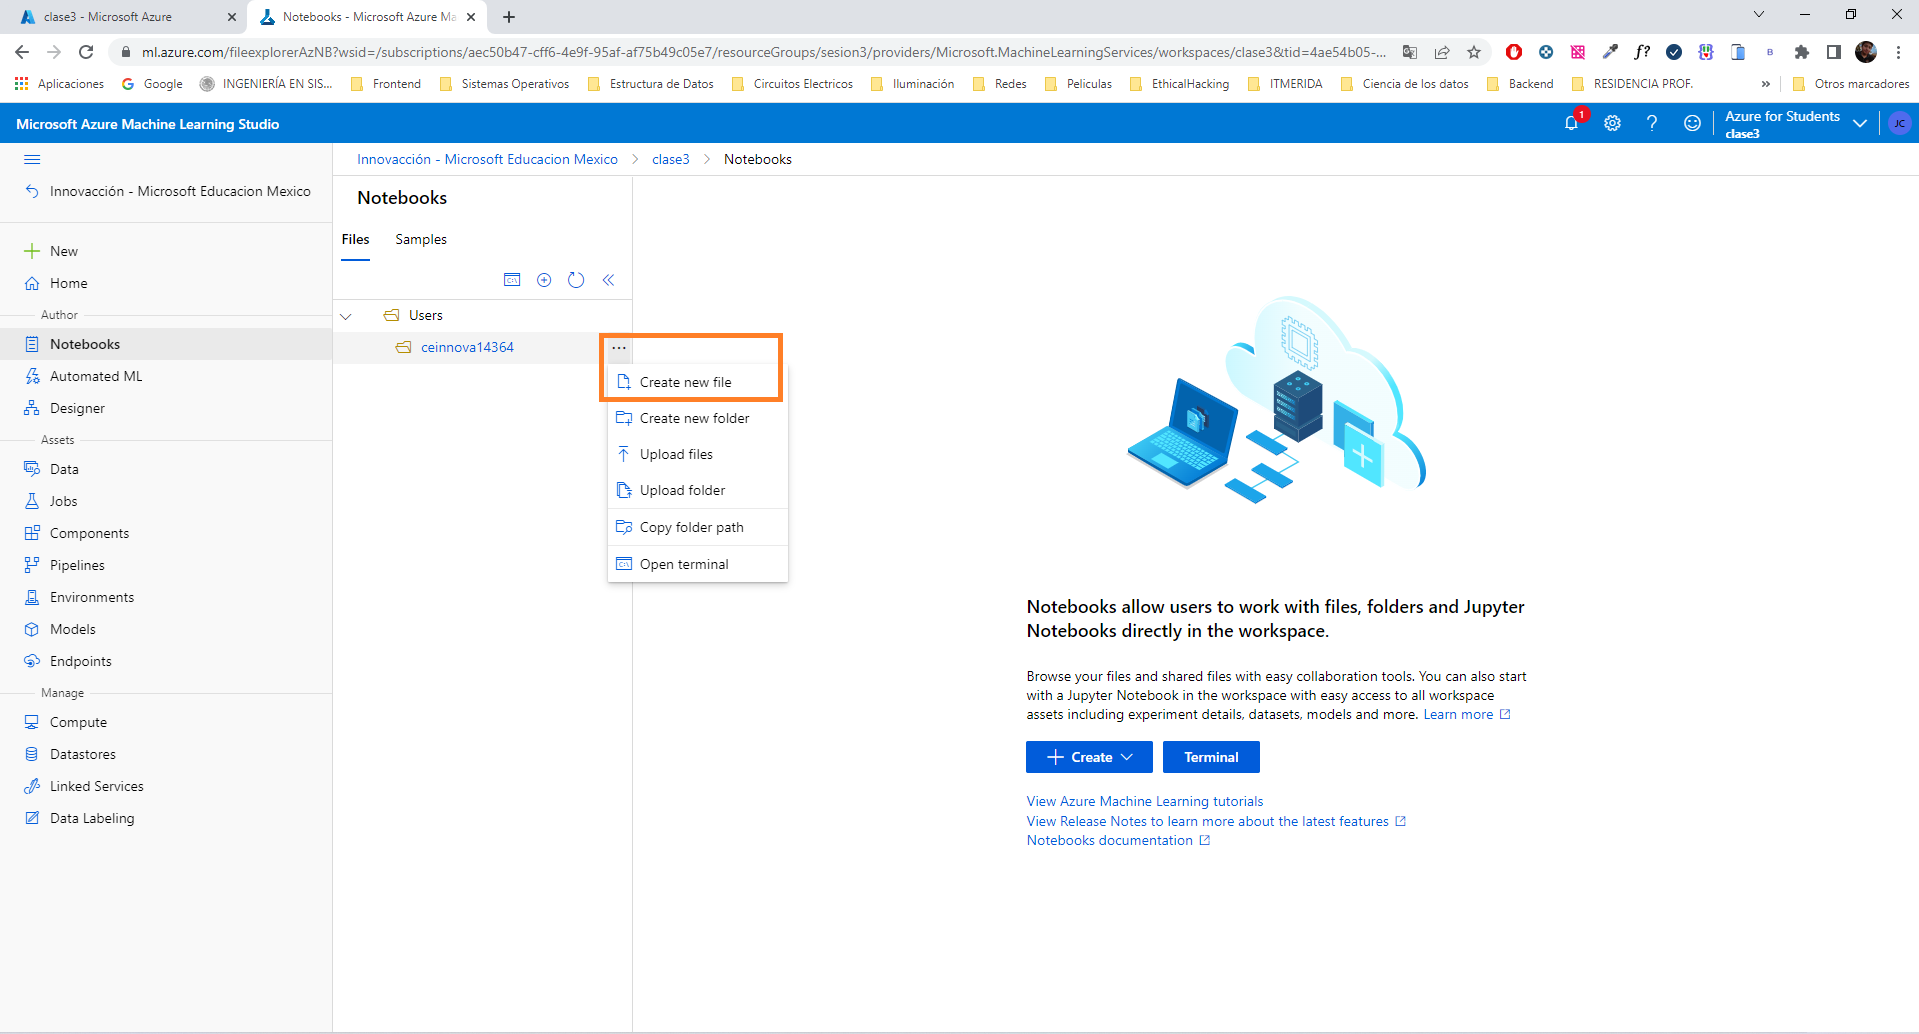 clase3 - Microsoft Azure
Notebooks - Microsoft Azure Ma
ml.azure.com/fileexplorerAzNB?wsid=/subscriptions/aec50b47-cff6-4e9f-95af-af75b49c05e7/resourceGroups/sesion3/providers/Microsoft.MachineLearningServices/workspaces/clase3&tid=4ae54b05-...
Aplicaciones
Google
INGENIERÍA EN SIS...
Frontend
Sistemas Operativos
Estructura de Datos
Circuitos Electricos
Iluminación
Redes
Peliculas
EthicalHacking
ITMERIDA
Ciencia de los datos
Backend
RESIDENCIA PROF.
»
Otros marcadores
Microsoft Azure Machine Learning Studio
1
Azure for Students
clase3
JC
Innovacción - Microsoft Educacion Mexico
New
Home
Author
Notebooks
Automated ML
Designer
Assets
Data
Jobs
Components
Pipelines
Environments
Models
Endpoints
Manage
Compute
Datastores
Linked Services
Data Labeling
Innovacción - Microsoft Educacion Mexico > clase3 > Notebooks
Notebooks
Files
Samples
Users
ceinnova14364
...
Create new file
Create new folder
Upload files
Upload folder
Copy folder path
Open terminal
Notebooks allow users to work with files, folders and Jupyter
Notebooks directly in the workspace.
Browse your files and shared files with easy collaboration tools. You can also start
with a Jupyter Notebook in the workspace with easy access to all workspace
assets including experiment details, datasets, models and more. Learn more
Create
Terminal
View Azure Machine Learning tutorials
View Release Notes to learn more about the latest features
Notebooks documentation